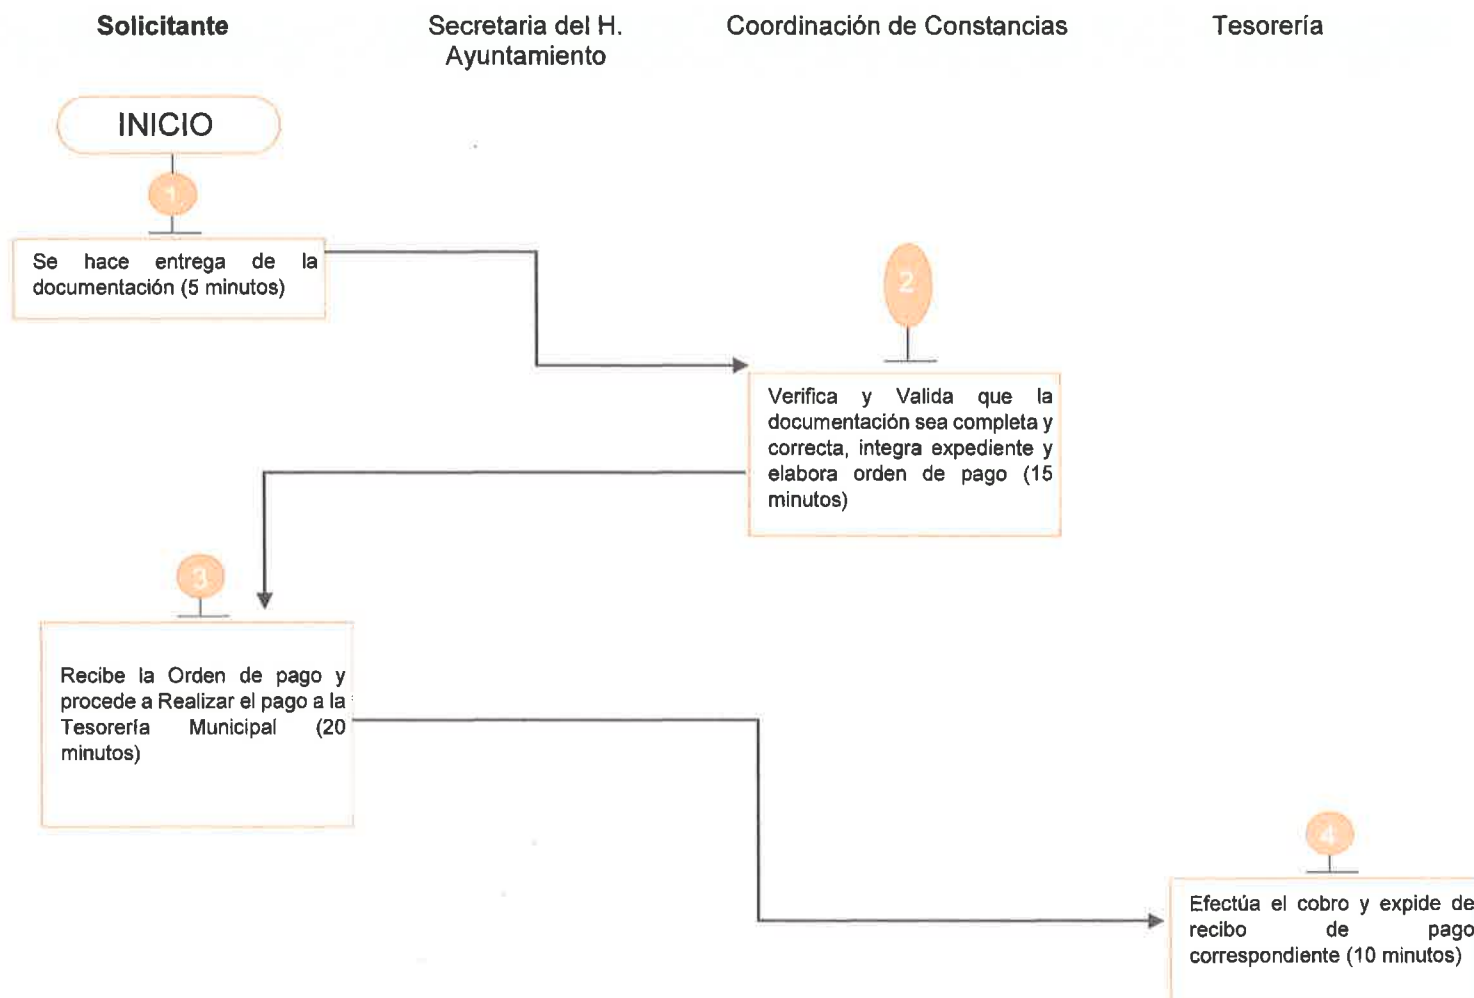 Solicitante
Secretaria del H.
Ayuntamiento
Coordinación de Constancias
Tesorería
INICIO
1
Se hace entrega de la
documentación (5 minutos)
2
Verifica y Valida que la
documentación sea completa y
correcta, integra expediente y
elabora orden de pago (15
minutos)
3
Recibe la Orden de pago y
procede a Realizar el pago a la
Tesorería Municipal (20
minutos)
4
Efectúa el cobro y expide de
recibo de pago
correspondiente (10 minutos)